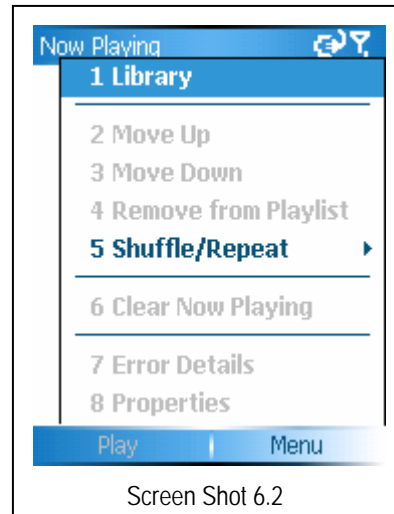 Now Playing
1 Library
2 Move Up
3 Move Down
4 Remove from Playlist
5 Shuffle/Repeat
6 Clear Now Playing
7 Error Details
8 Properties
Play Menu
Screen Shot 6.2